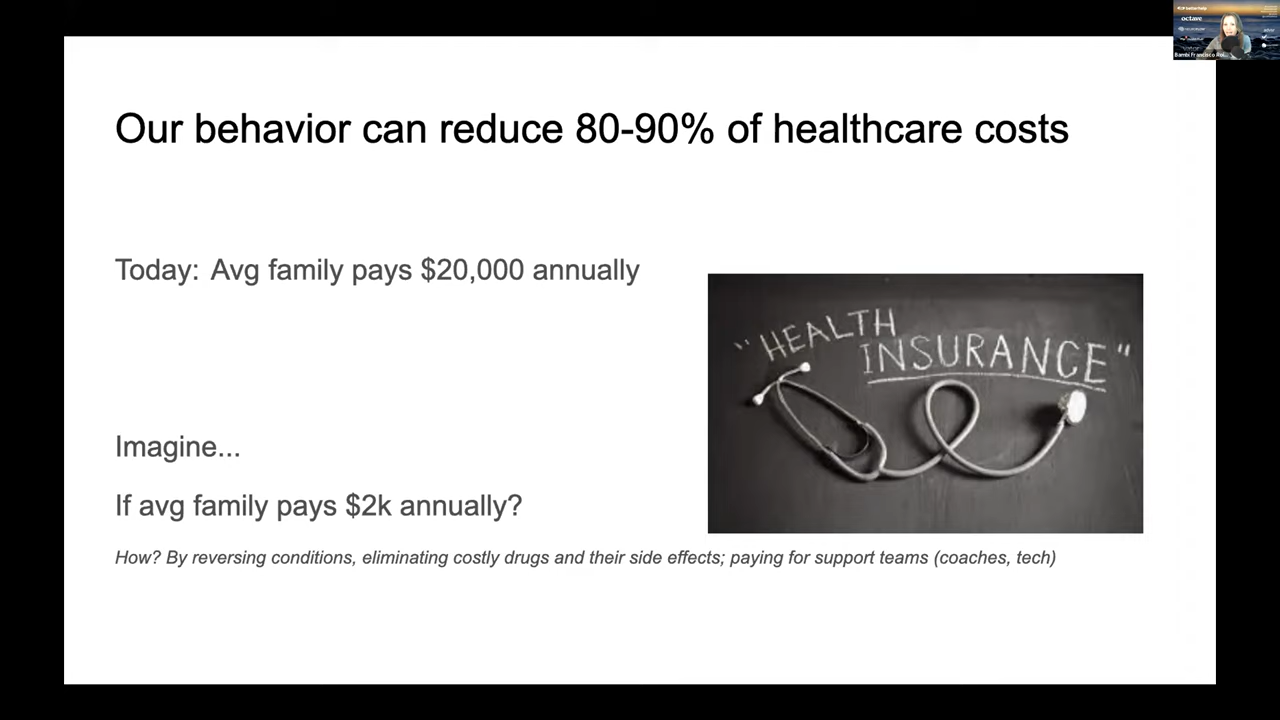 Our behavior can reduce 80-90% of healthcare costs
Today: Avg family pays $20,000 annually
"HEALTH
INSURANCE"
Imagine...
If avg family pays $2k annually?
How? By reversing conditions, eliminating costly drugs and their side effects; paying for support teams (coaches, tech)
octave
Bambi Francisco